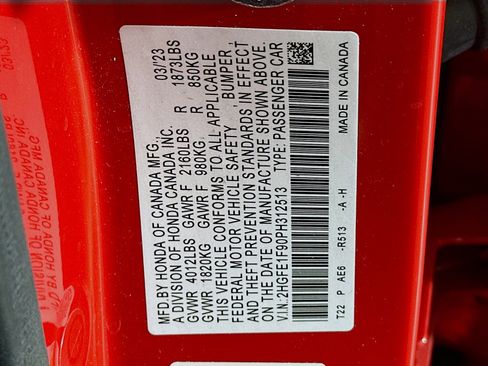 MFD.BY HONDA OF CANADA MFG. 03/23
A DIVISION OF HONDA CANADA INC.
GVWR 4012LBS GAWR F 2160LBS R 1873LBS
GVWR 1820KG GAWR F 980KG R 850KG
THIS VEHICLE CONFORMS TO ALL APPLICABLE
FEDERAL MOTOR VEHICLE SAFETY, BUMPER,
AND THEFT PREVENTION STANDARDS IN EFFECT
ON THE DATE OF MANUFACTURE SHOWN ABOVE.
V.I.N: 2HGFE1F90PH312513 TYPE: PASSENGER CAR
T22 P AE6 -R513 -A -H MADE IN CANADA